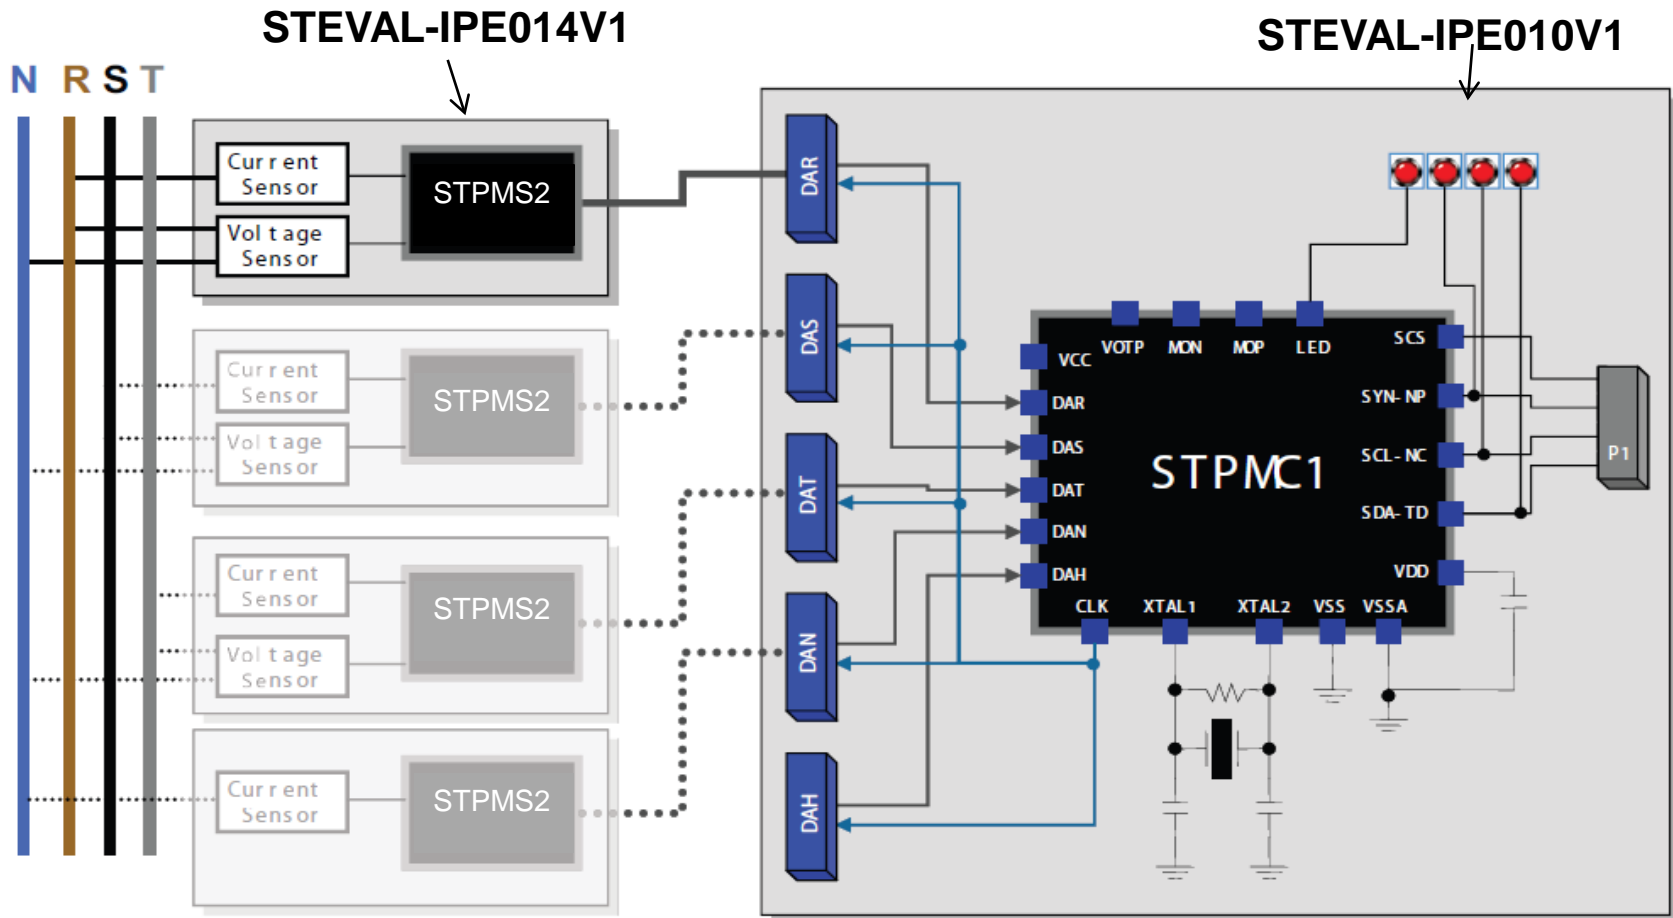 STEVAL-IPE014V1
STEVAL-IPE010V1
N R S T
Current
Sensor
Voltage
Sensor
STPMS2
Current
Sensor
Voltage
Sensor
STPMS2
Current
Sensor
Voltage
Sensor
STPMS2
Current
Sensor
STPMS2
DAR
DAS
DAT
DAN
DAH
VOTP
MON
MOP
LED
VCC
DAR
DAS
DAT
DAN
DAH
STPMC1
SCS
SYN-NP
SCL-NC
SDA-TD
VDD
CLK
XTAL1
XTAL2
VSS
VSSA
P1